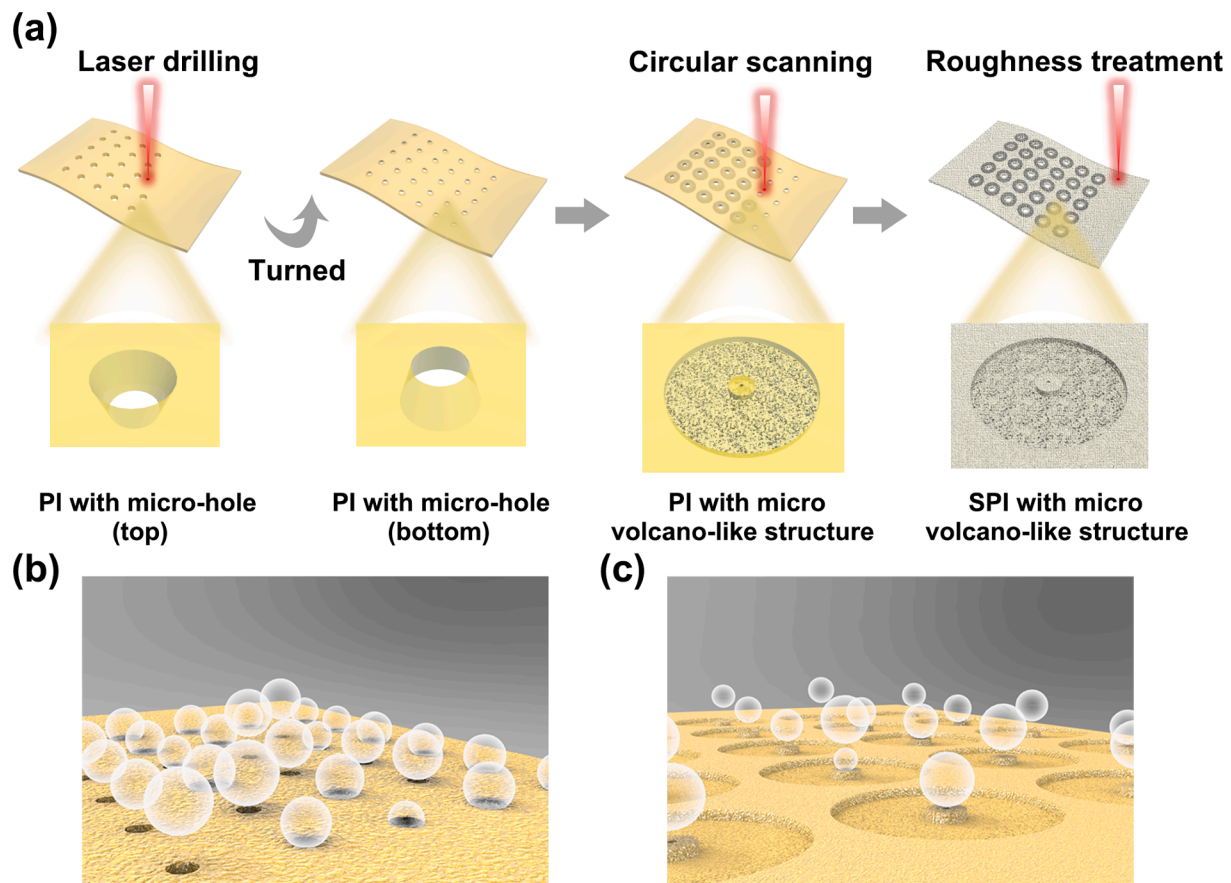 (a)
Laser drilling
Circular scanning
Roughness treatment
Turned
PI with micro-hole
(top)
PI with micro-hole
(bottom)
PI with micro
volcano-like structure
SPI with micro
volcano-like structure
(b)
(c)